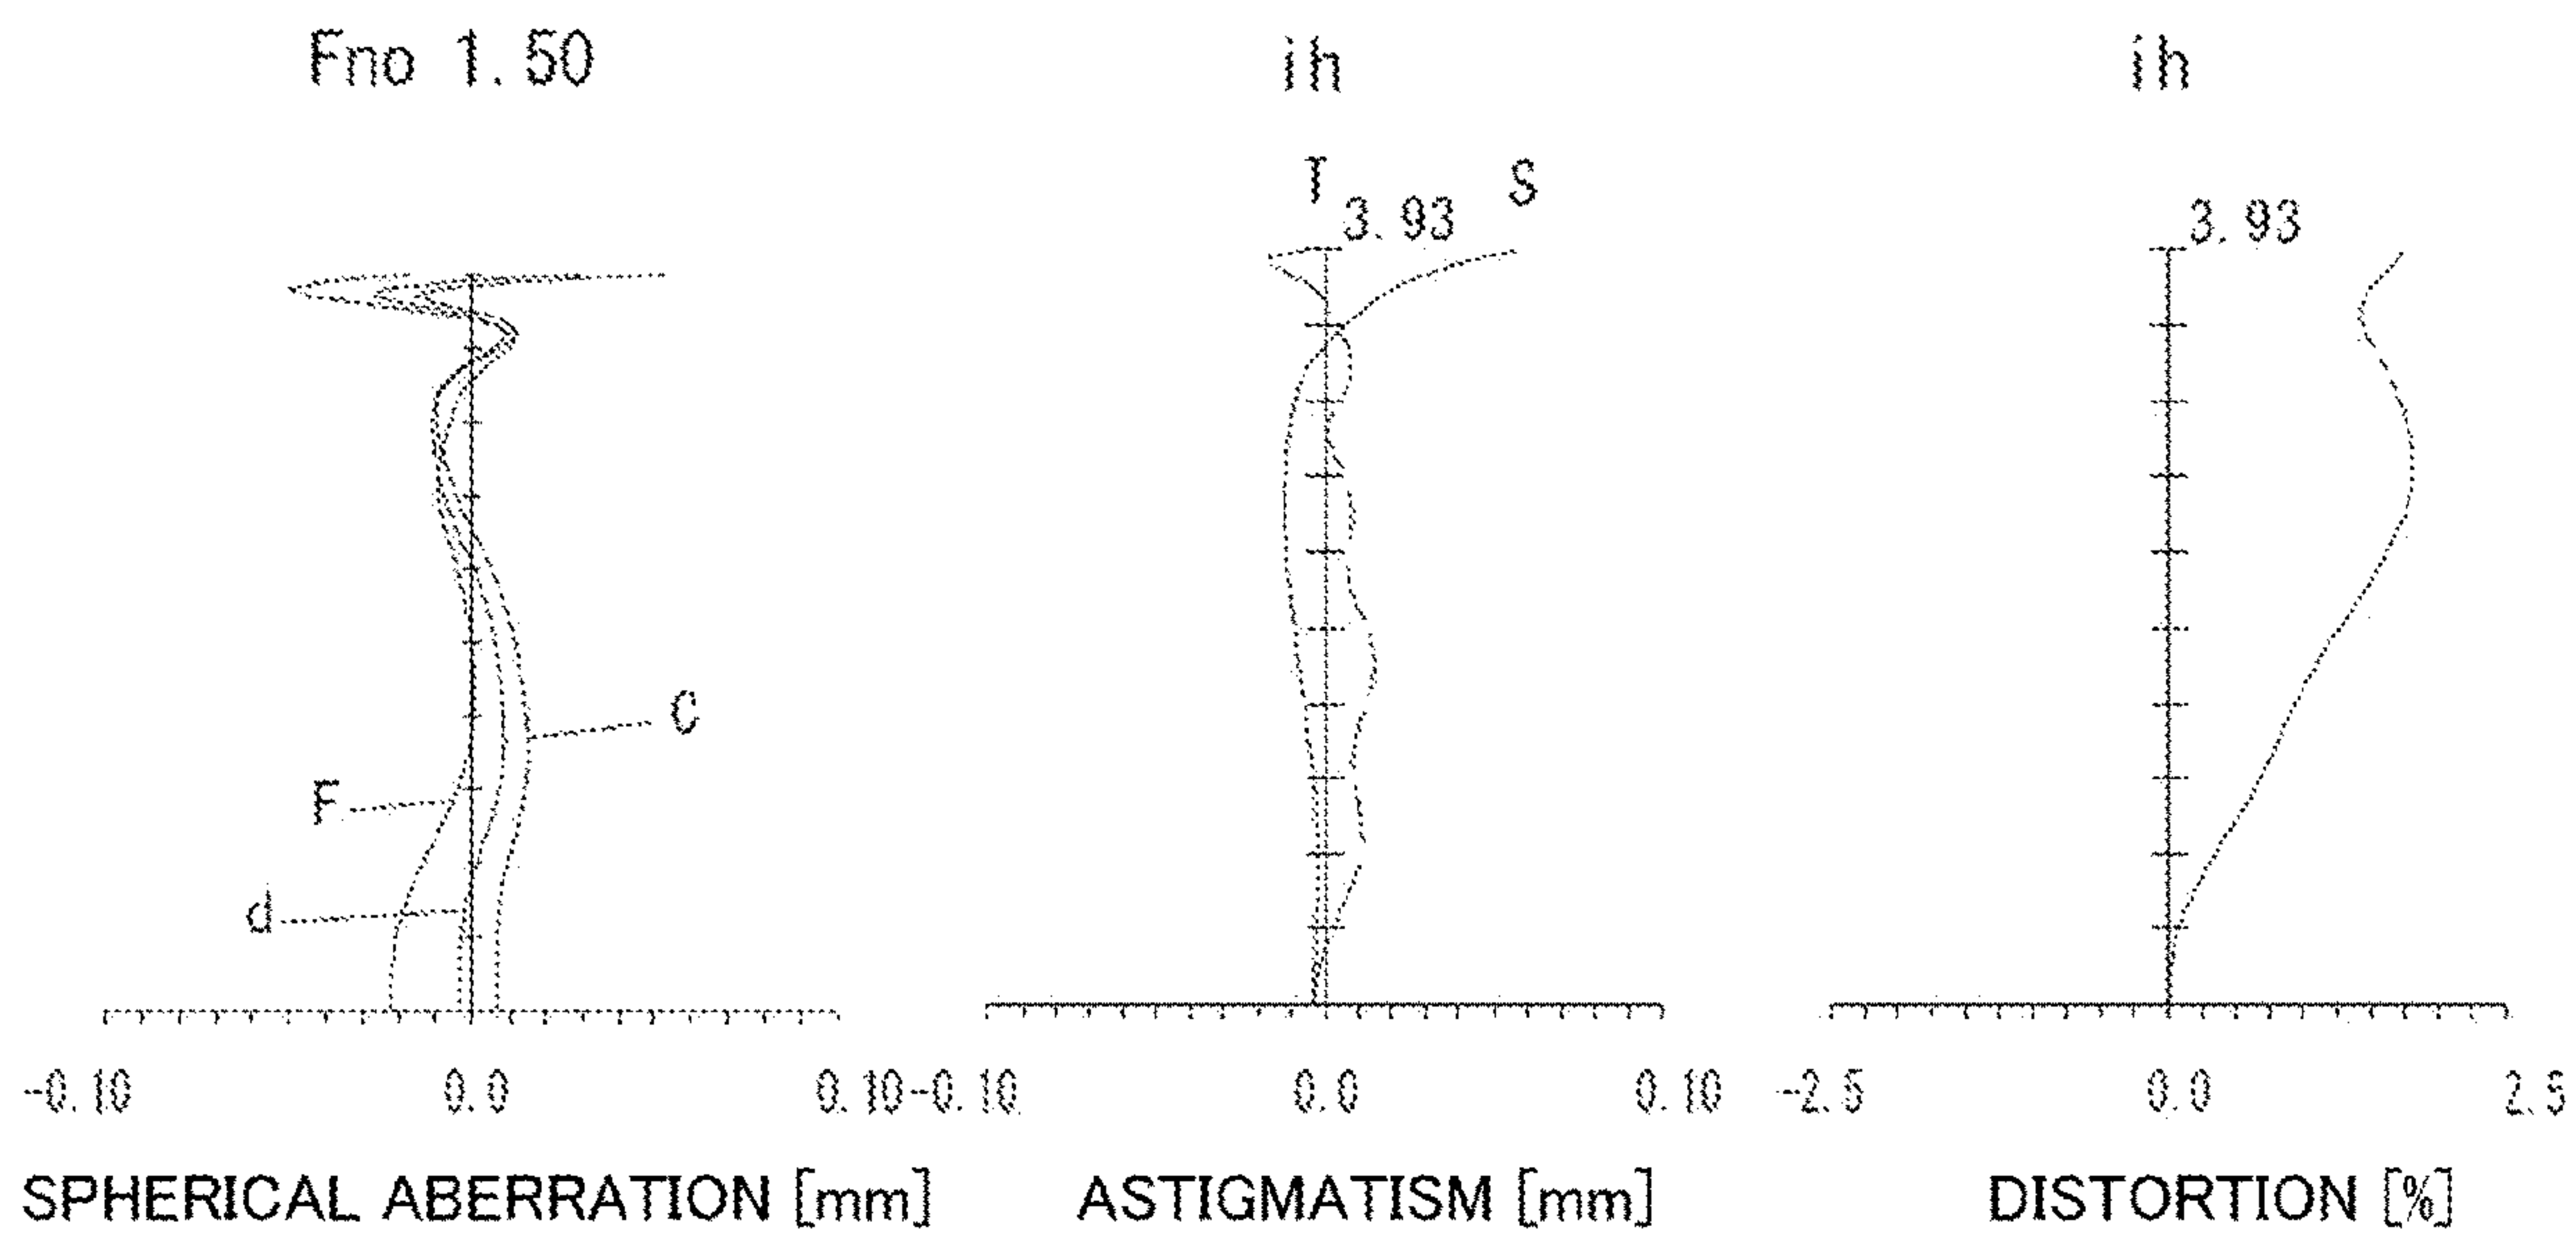 Fno 1.50
ih
ih
T
S
3.93
3.93
C
F
d
-0.10
0.0
0.10
-0.10
0.0
0.10
-2.5
0.0
2.5
SPHERICAL ABERRATION [mm]
ASTIGMATISM [mm]
DISTORTION [%]